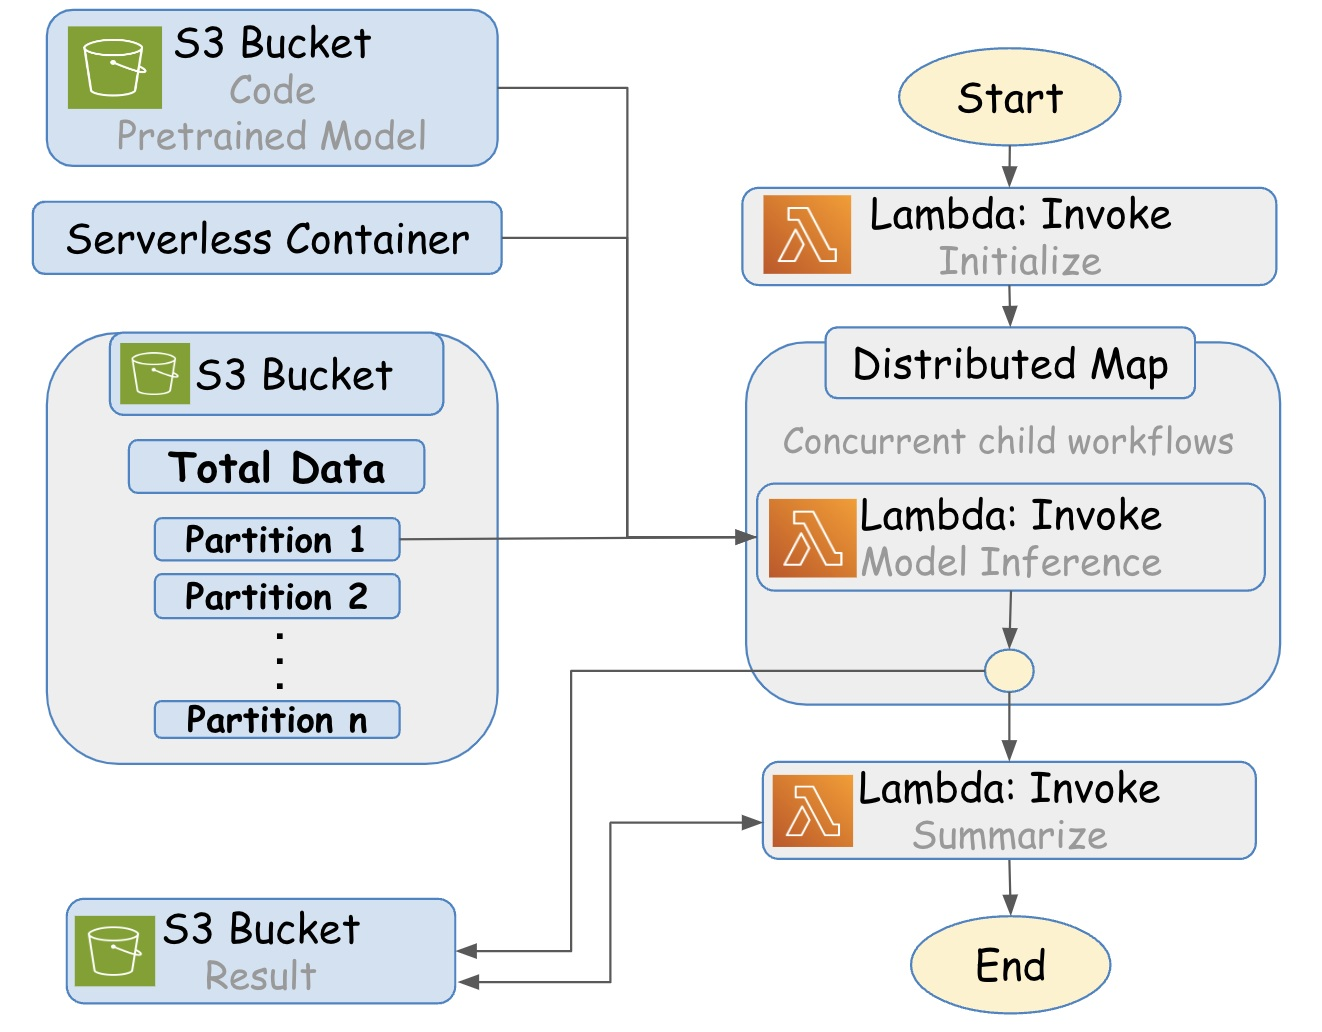 S3 Bucket
Code
Pretrained Model
Serverless Container
S3 Bucket
Total Data
Partition 1
Partition 2
Partition n
S3 Bucket
Result
Start
Lambda: Invoke
Initialize
Distributed Map
Concurrent child workflows
Lambda: Invoke
Model Inference
Lambda: Invoke
Summarize
End